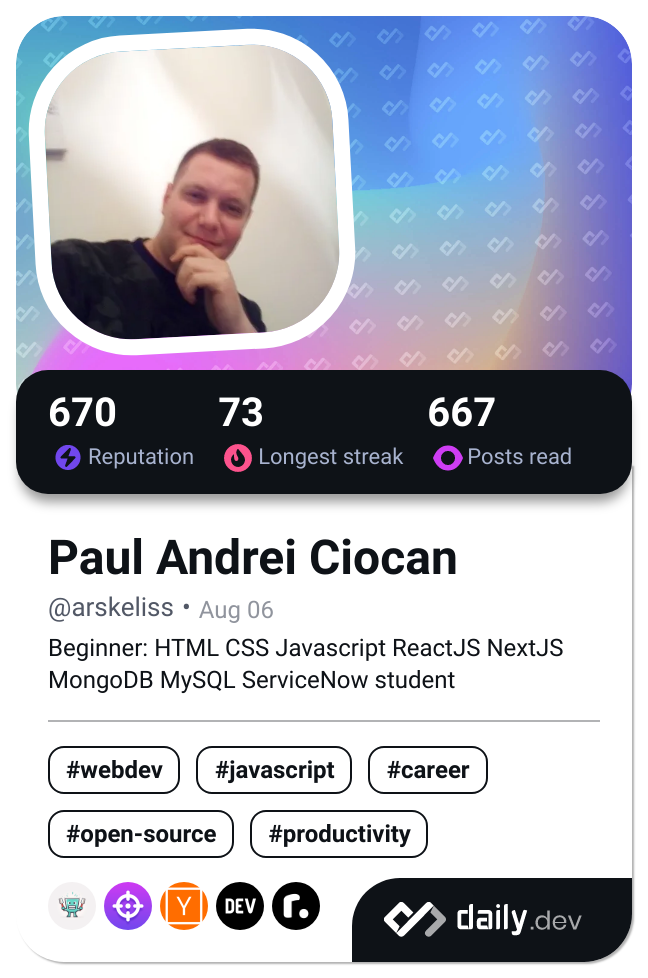 670 73 667
Reputation Longest streak Posts read
Paul Andrei Ciocan
@arskeliss • Aug 06
Beginner: HTML CSS Javascript ReactJS NextJS
MongoDB MySQL ServiceNow student
#webdev #javascript #career
#open-source #productivity
Y DEV r.
daily.dev